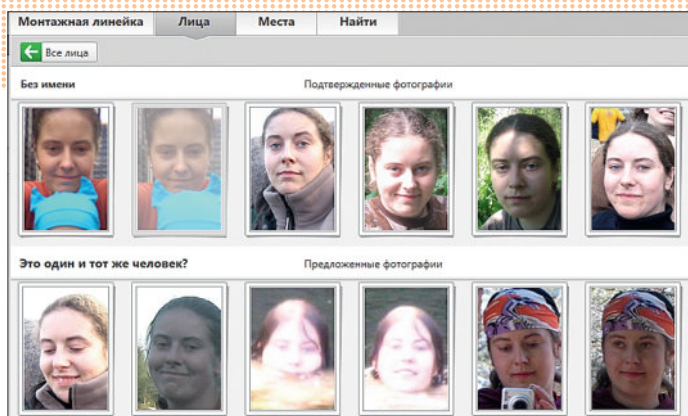 Монтажная линейка Лица Места Найти
Все лица
Без имени Подтвержденные фотографии
Это один и тот же человек? Предложенные фотографии